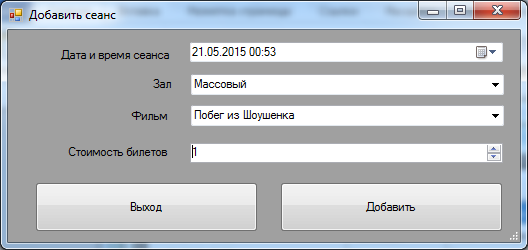 Добавить сеанс
Дата и время сеанса 21.05.2015 00:53
Зал Массовый
Фильм Побег из Шоушенка
Стоимость билетов 1
Выход Добавить